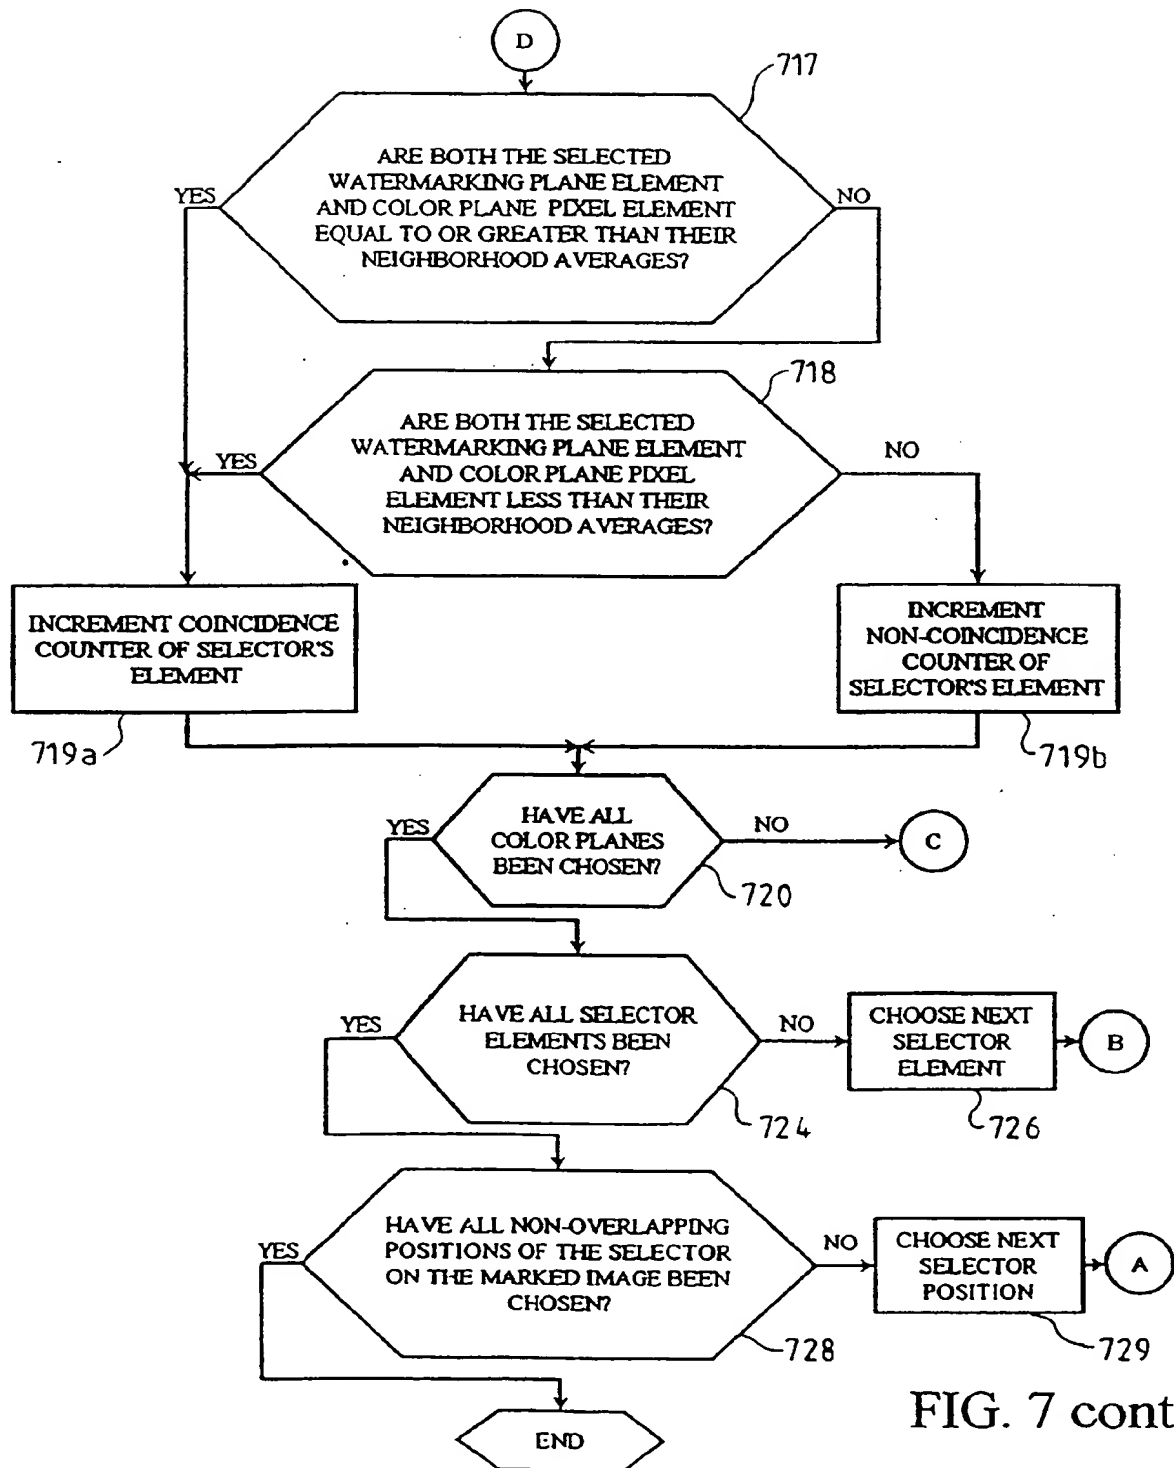 D
717
ARE BOTH THE SELECTED
WATERMARKING PLANE ELEMENT
AND COLOR PLANE PIXEL ELEMENT
EQUAL TO OR GREATER THAN THEIR
NEIGHBORHOOD AVERAGES?
YES
NO
718
ARE BOTH THE SELECTED
WATERMARKING PLANE ELEMENT
AND COLOR PLANE PIXEL
ELEMENT LESS THAN THEIR
NEIGHBORHOOD AVERAGES?
YES
NO
INCREMENT COINCIDENCE
COUNTER OF SELECTOR'S
ELEMENT
719a
INCREMENT
NON-COINCIDENCE
COUNTER OF
SELECTOR'S ELEMENT
719b
HAVE ALL
COLOR PLANES
BEEN CHOSEN?
YES
NO
C
720
HAVE ALL SELECTOR
ELEMENTS BEEN
CHOSEN?
YES
NO
724
CHOOSE NEXT
SELECTOR
ELEMENT
B
726
HAVE ALL NON-OVERLAPPING
POSITIONS OF THE SELECTOR
ON THE MARKED IMAGE BEEN
CHOSEN?
YES
NO
728
CHOOSE NEXT
SELECTOR
POSITION
A
729
END
FIG. 7 cont